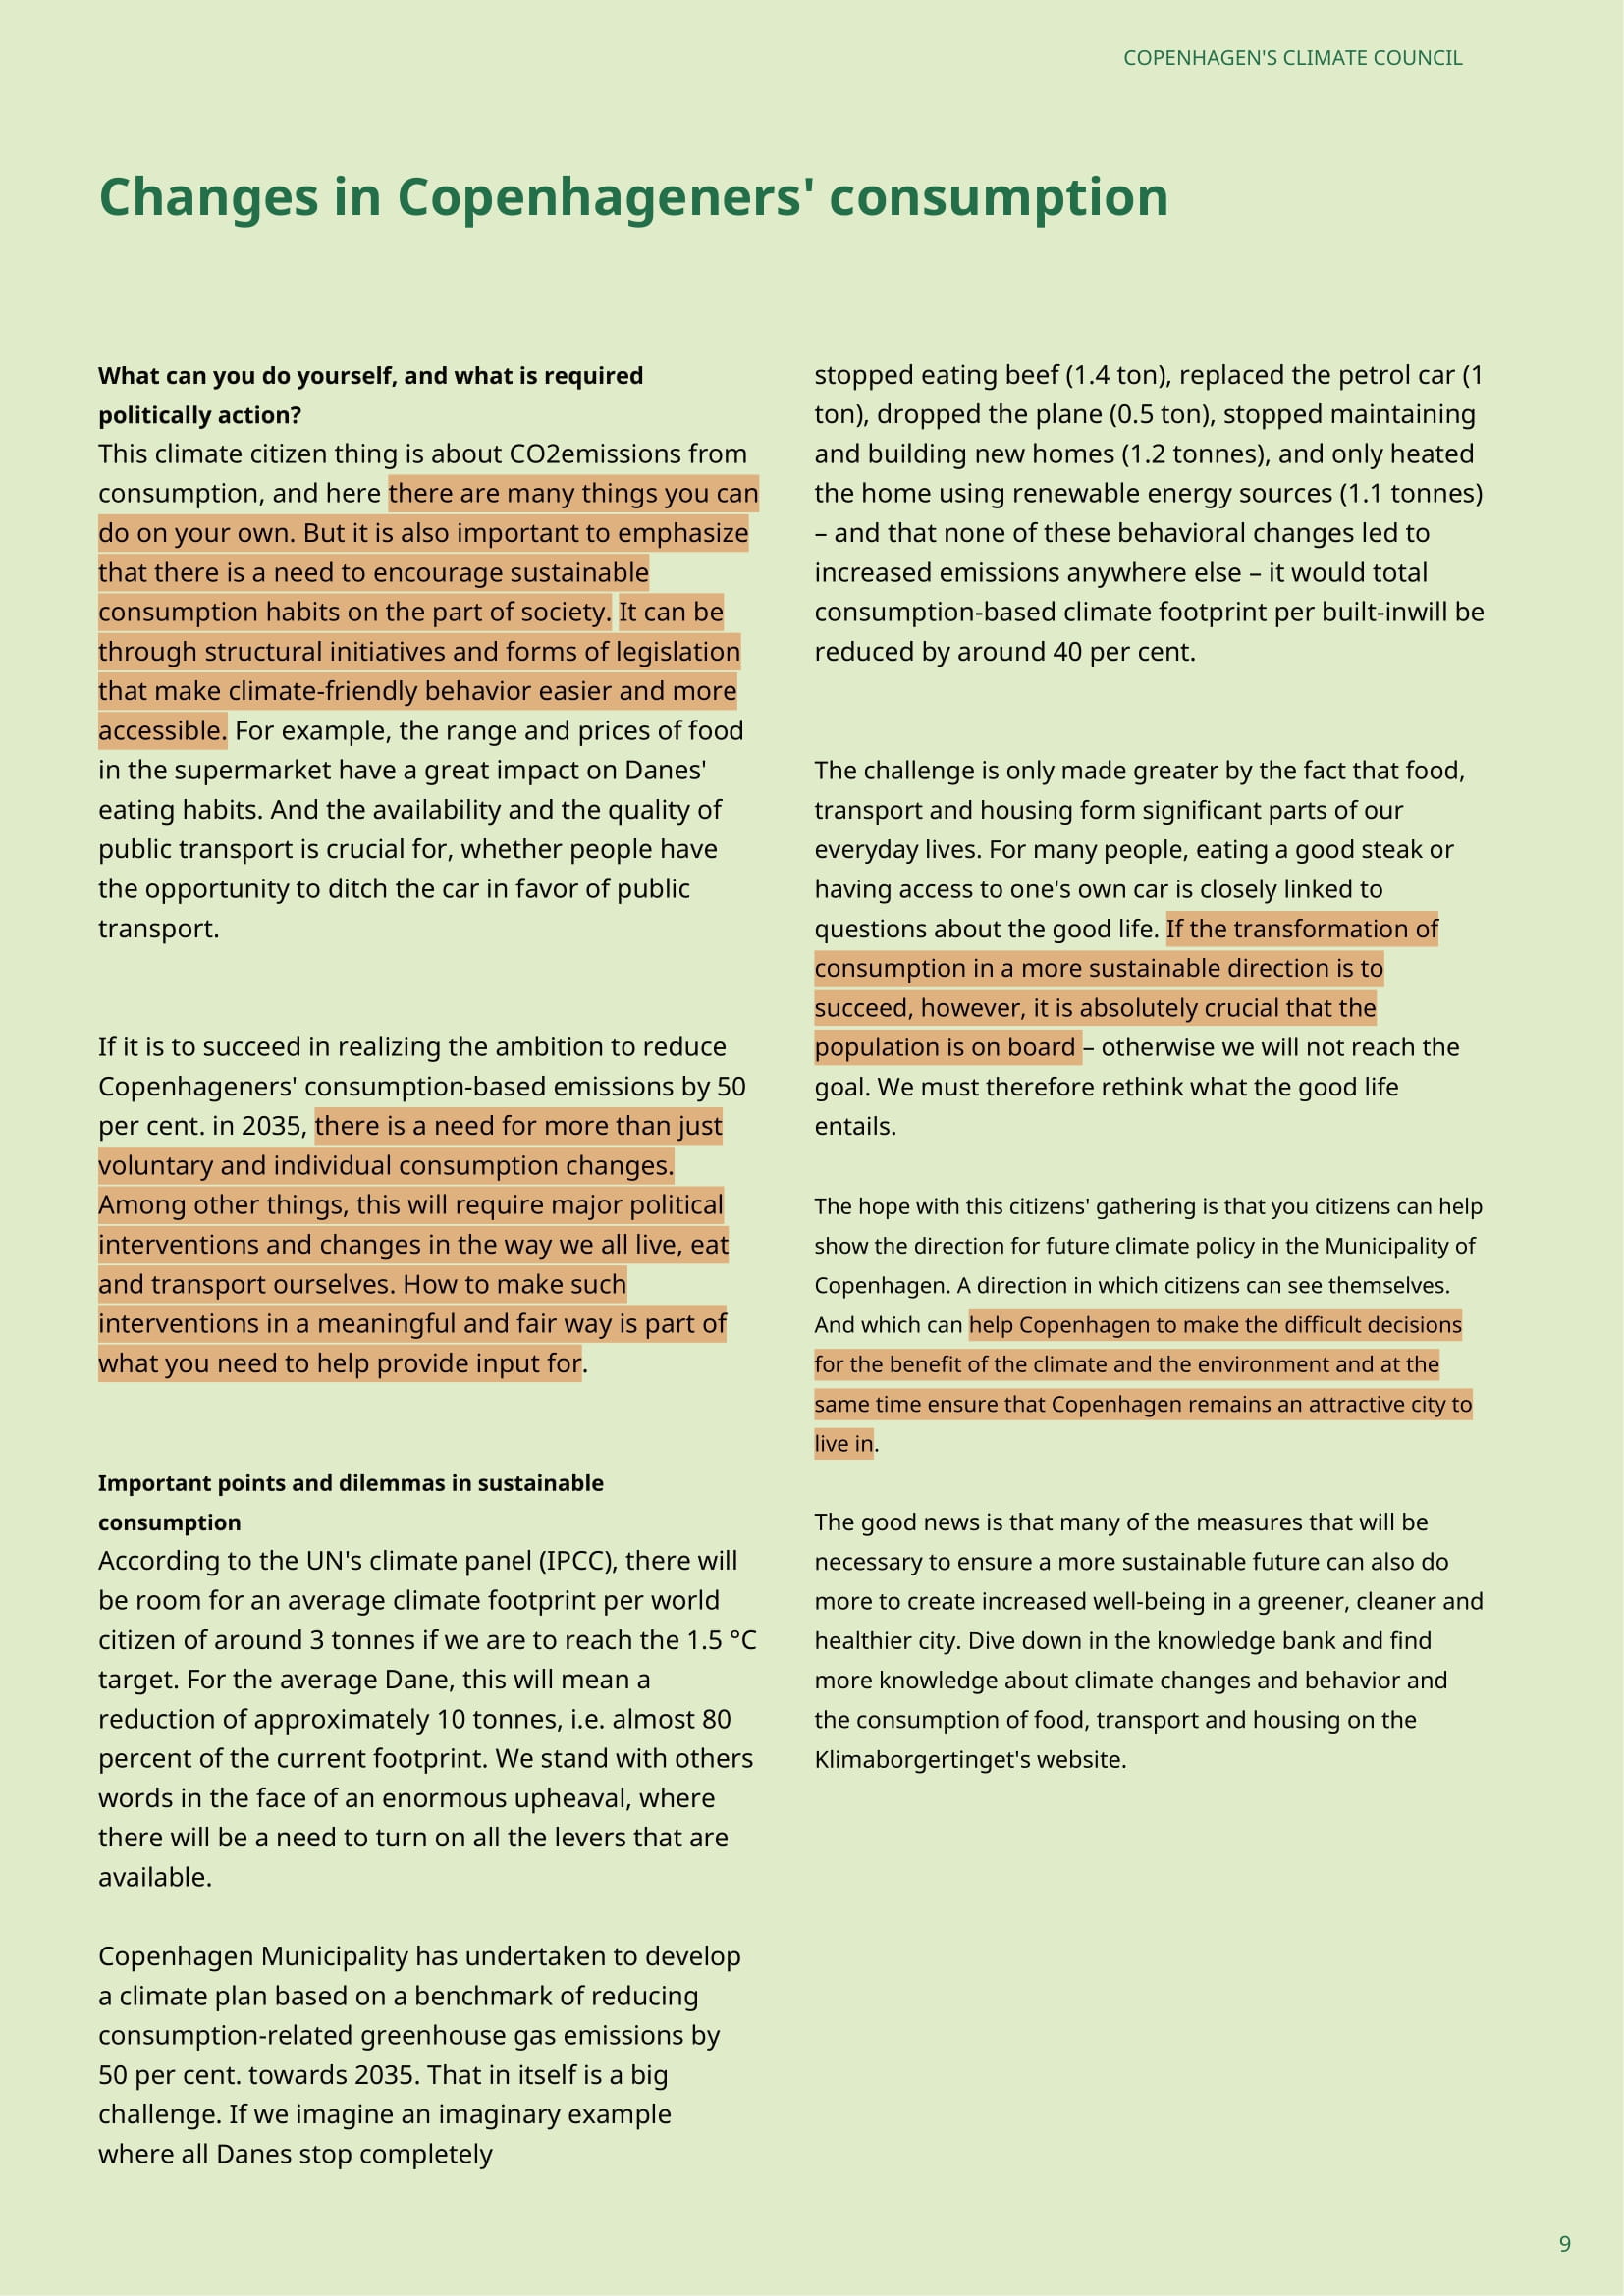 COPENHAGEN'S CLIMATE COUNCIL
Changes in Copenhageners' consumption
What can you do yourself, and what is required
politically action?
This climate citizen thing is about CO2emissions from
consumption, and here there are many things you can
do on your own. But it is also important to emphasize
that there is a need to encourage sustainable
consumption habits on the part of society. It can be
through structural initiatives and forms of legislation
that make climate-friendly behavior easier and more
accessible. For example, the range and prices of food
in the supermarket have a great impact on Danes'
eating habits. And the availability and the quality of
public transport is crucial for, whether people have
the opportunity to ditch the car in favor of public
transport.
If it is to succeed in realizing the ambition to reduce
Copenhageners' consumption-based emissions by 50
per cent. in 2035, there is a need for more than just
voluntary and individual consumption changes.
Among other things, this will require major political
interventions and changes in the way we all live, eat
and transport ourselves. How to make such
interventions in a meaningful and fair way is part of
what you need to help provide input for.
Important points and dilemmas in sustainable
consumption
According to the UN's climate panel (IPCC), there will
be room for an average climate footprint per world
citizen of around 3 tonnes if we are to reach the 1.5 °C
target. For the average Dane, this will mean a
reduction of approximately 10 tonnes, i.e. almost 80
percent of the current footprint. We stand with others
words in the face of an enormous upheaval, where
there will be a need to turn on all the levers that are
available.
Copenhagen Municipality has undertaken to develop
a climate plan based on a benchmark of reducing
consumption-related greenhouse gas emissions by
50 per cent. towards 2035. That in itself is a big
challenge. If we imagine an imaginary example
where all Danes stop completely
stopped eating beef (1.4 ton), replaced the petrol car (1
ton), dropped the plane (0.5 ton), stopped maintaining
and building new homes (1.2 tonnes), and only heated
the home using renewable energy sources (1.1 tonnes)
– and that none of these behavioral changes led to
increased emissions anywhere else – it would total
consumption-based climate footprint per built-inwill be
reduced by around 40 per cent.
The challenge is only made greater by the fact that food,
transport and housing form significant parts of our
everyday lives. For many people, eating a good steak or
having access to one's own car is closely linked to
questions about the good life. If the transformation of
consumption in a more sustainable direction is to
succeed, however, it is absolutely crucial that the
population is on board – otherwise we will not reach the
goal. We must therefore rethink what the good life
entails.
The hope with this citizens' gathering is that you citizens can help
show the direction for future climate policy in the Municipality of
Copenhagen. A direction in which citizens can see themselves.
And which can help Copenhagen to make the difficult decisions
for the benefit of the climate and the environment and at the
same time ensure that Copenhagen remains an attractive city to
live in.
The good news is that many of the measures that will be
necessary to ensure a more sustainable future can also do
more to create increased well-being in a greener, cleaner and
healthier city. Dive down in the knowledge bank and find
more knowledge about climate changes and behavior and
the consumption of food, transport and housing on the
Klimaborgertinget's website.
9